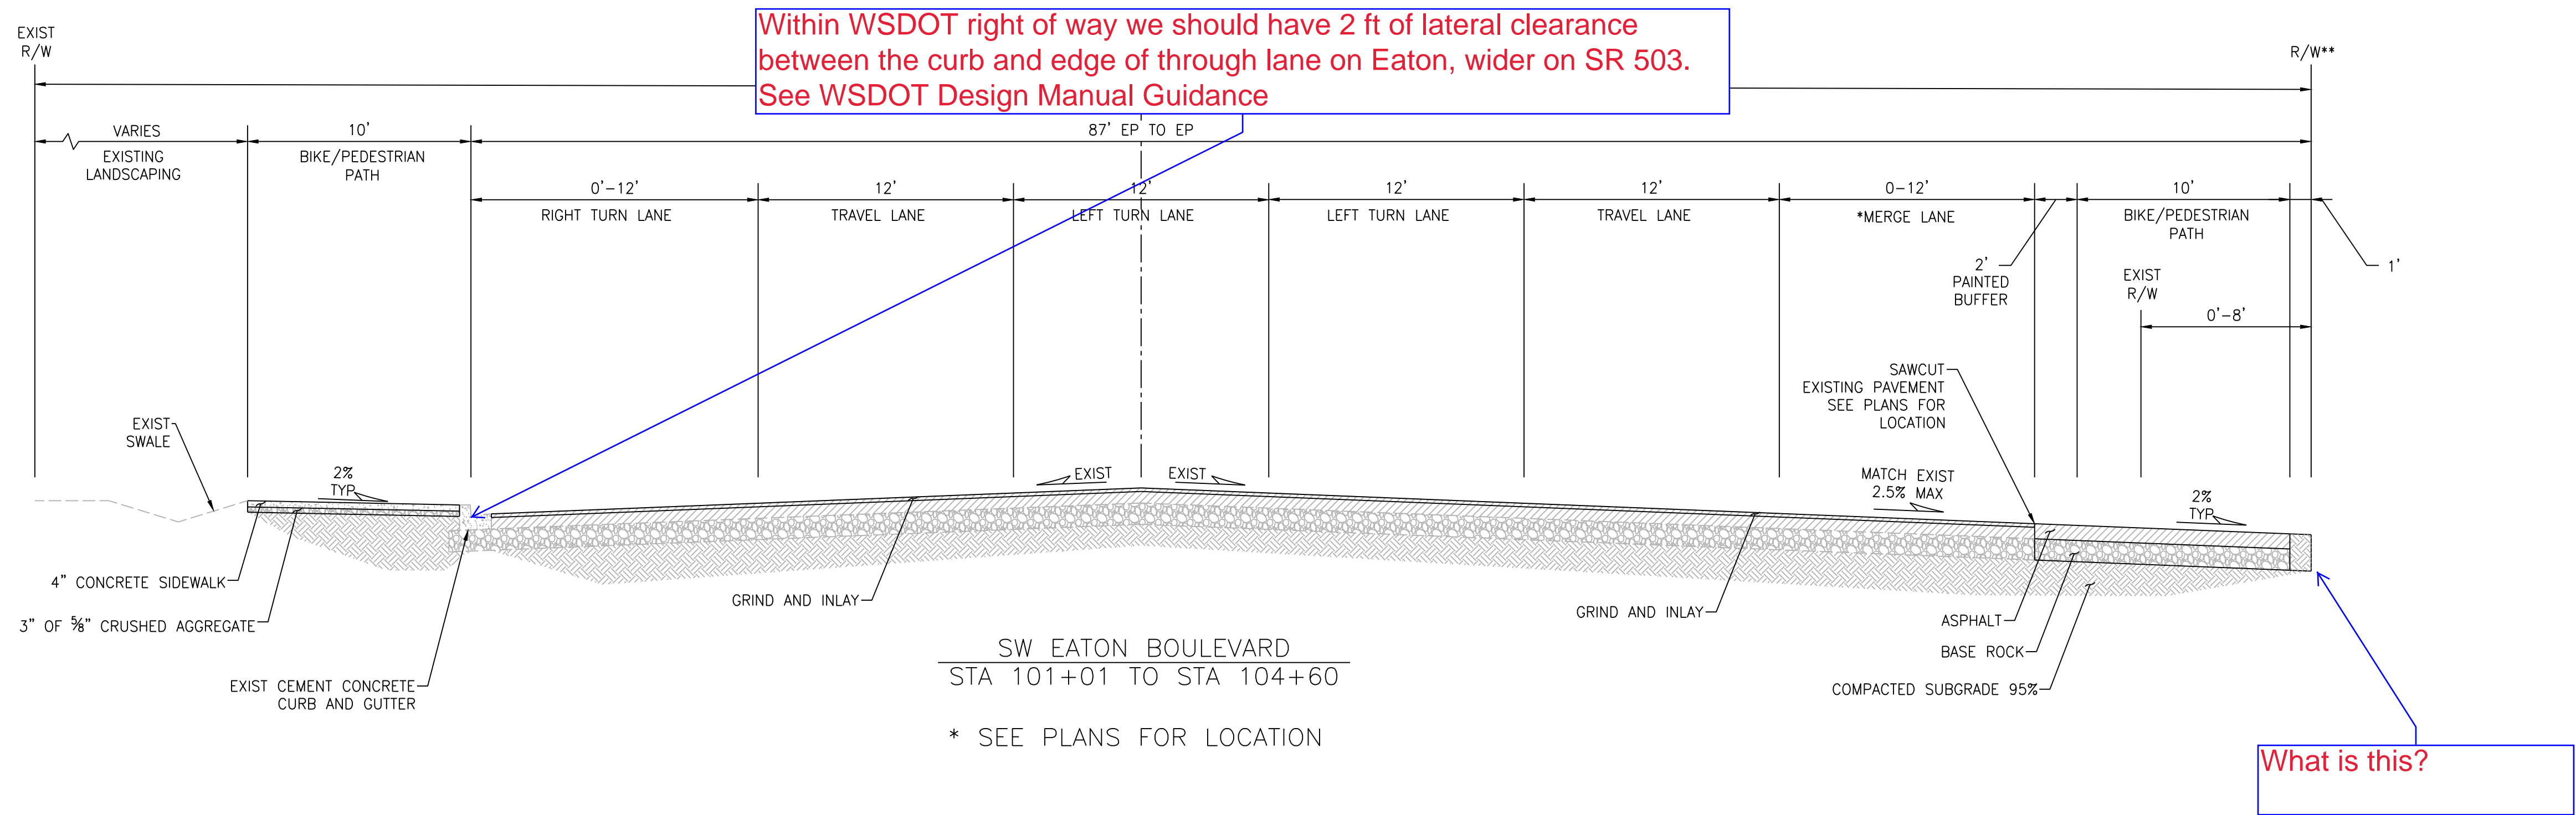 Within WSDOT right of way we should have 2 ft of lateral clearance
between the curb and edge of through lane on Eaton, wider on SR 503.
See WSDOT Design Manual Guidance
EXIST
R/W
R/W**
VARIES
EXISTING
LANDSCAPING
10'
BIKE/PEDESTRIAN
PATH
87' EP TO EP
0'-12'
RIGHT TURN LANE
12'
TRAVEL LANE
12'
LEFT TURN LANE
12'
LEFT TURN LANE
12'
TRAVEL LANE
0-12'
*MERGE LANE
10'
BIKE/PEDESTRIAN
PATH
2'
PAINTED
BUFFER
1'
EXIST
R/W
0'-8'
SAWCUT
EXISTING PAVEMENT
SEE PLANS FOR
LOCATION
EXIST
SWALE
2%
TYP
EXIST
EXIST
MATCH EXIST
2.5% MAX
2%
TYP
4" CONCRETE SIDEWALK
3" OF ⅝" CRUSHED AGGREGATE
EXIST CEMENT CONCRETE
CURB AND GUTTER
GRIND AND INLAY
GRIND AND INLAY
ASPHALT
BASE ROCK
COMPACTED SUBGRADE 95%
SW EATON BOULEVARD
STA 101+01 TO STA 104+60
* SEE PLANS FOR LOCATION
What is this?